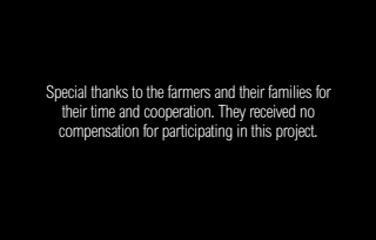 Special thanks to the farmers and their families for
their time and cooperation. They received no
compensation for participating in this project.